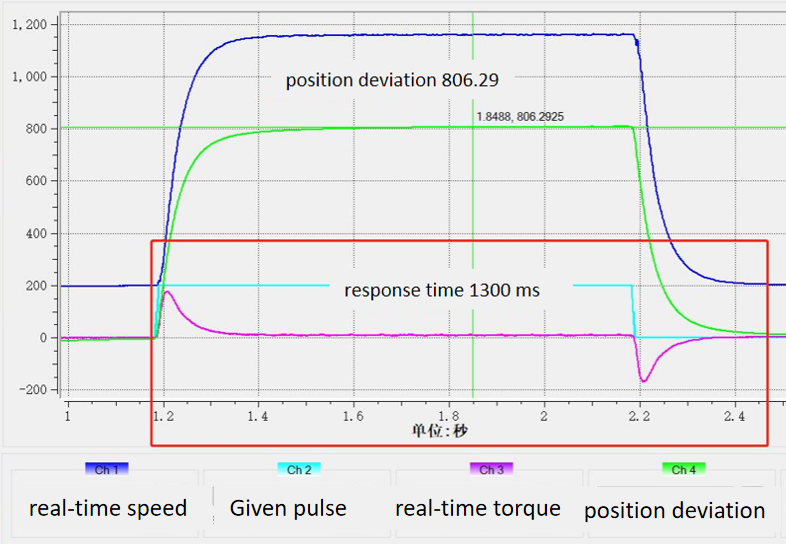 1,200
position deviation 806.29
1,000
1.8488, 806.2925
800
600
400
response time 1300 ms
200
0
-200
1 1.2 1.4 1.6 1.8 2 2.2 2.4
单位:秒
Ch 1 Ch 2 Ch 3 Ch 4
real-time speed Given pulse real-time torque position deviation